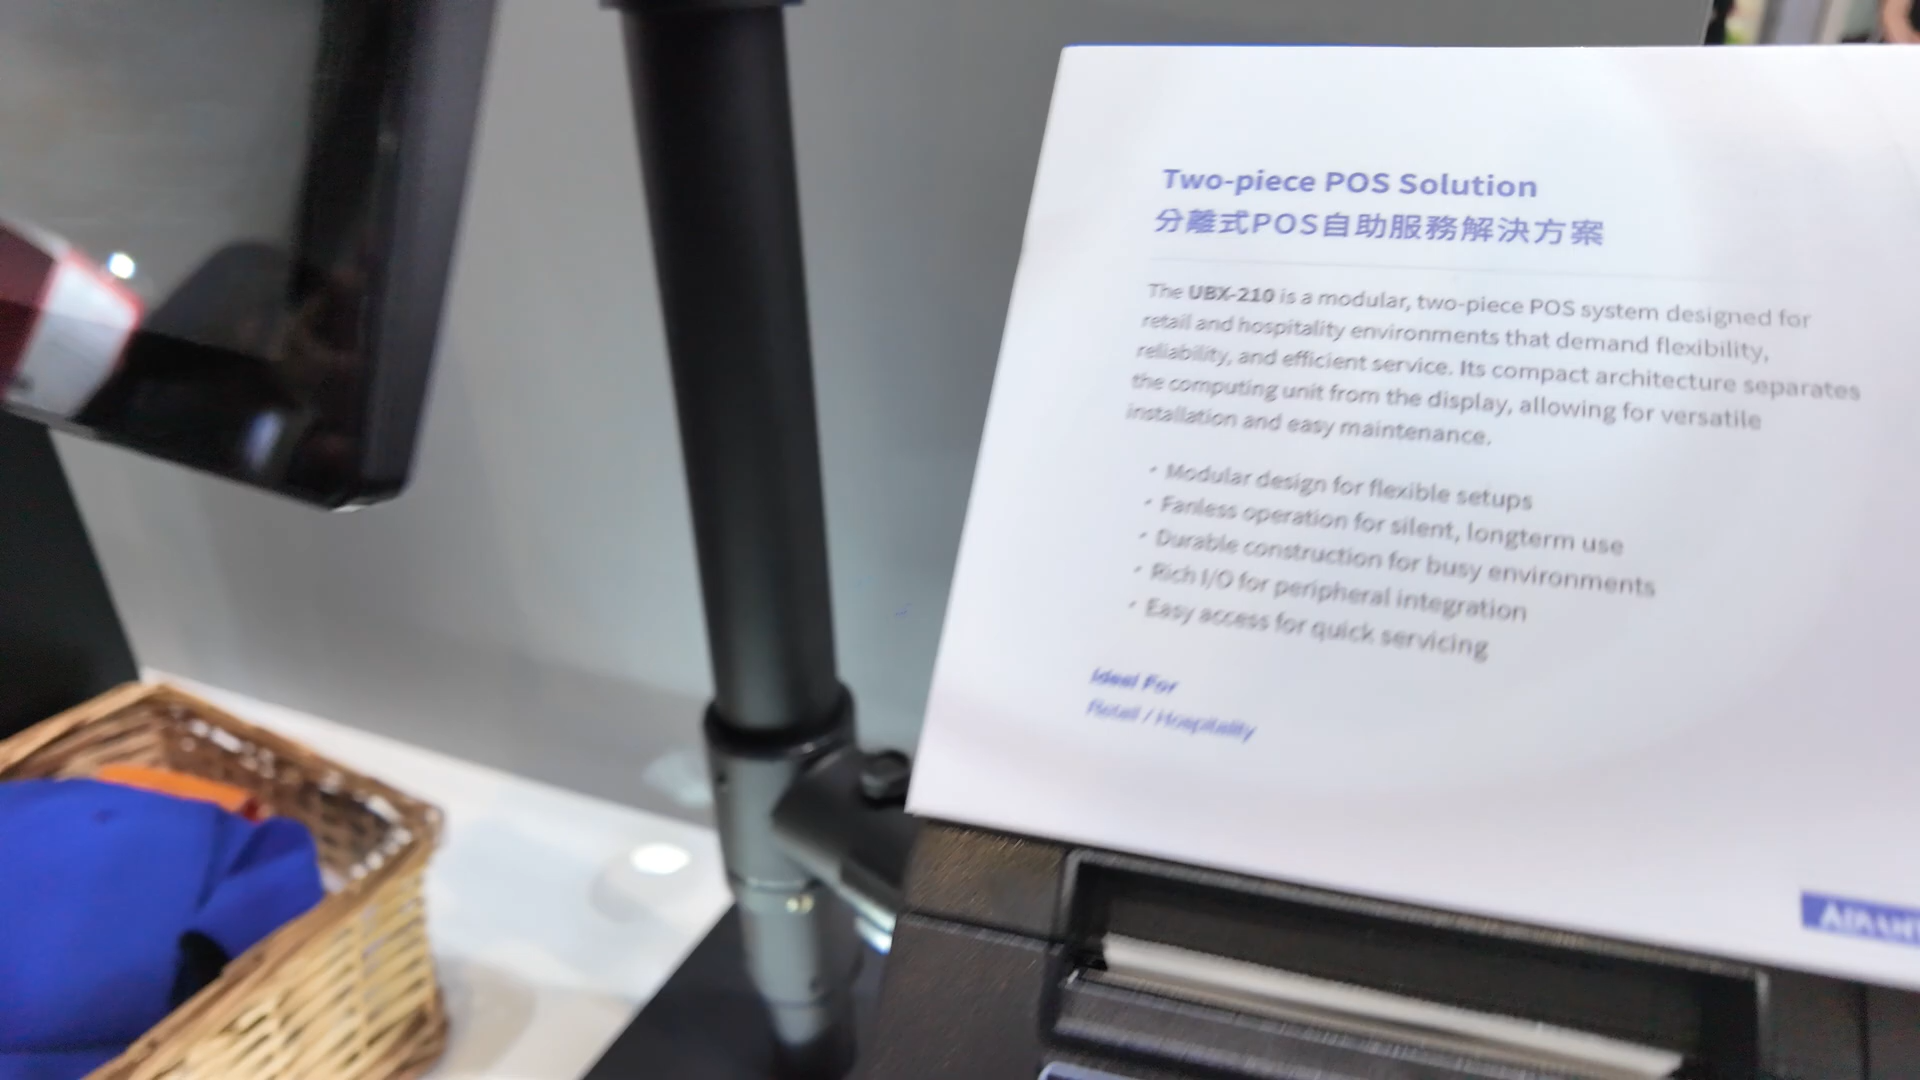 Two-piece POS Solution
分離式POS自助服務解決方案
The UBX-210 is a modular, two-piece POS system designed for
retail and hospitality environments that demand flexibility,
reliability, and efficient service. Its compact architecture separates
the computing unit from the display, allowing for versatile
installation and easy maintenance.
• Modular design for flexible setups
• Fanless operation for silent, longterm use
• Durable construction for busy environments
• Rich I/O for peripheral integration
• Easy access for quick servicing
Ideal For
Retail / Hospitality
ADVANT